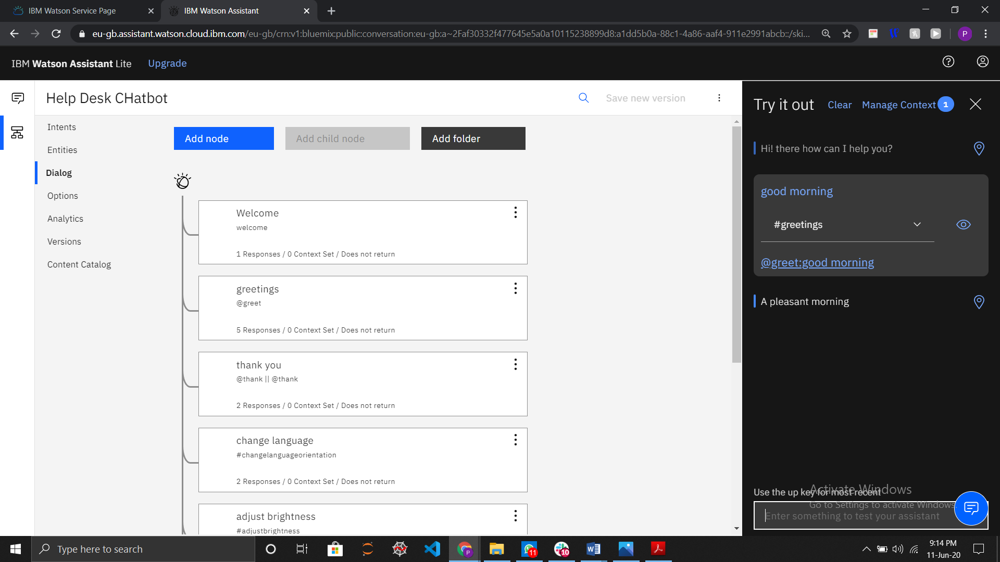 IBM Watson Service Page
IBM Watson Assistant
eu-gb.assistant.watson.cloud.ibm.com/eu-gb/crn:v1:bluemix:public:conversation:eu-gb:a~2Faf30332f477645e5a0a10115238899d8:a1dd5b0a-88c1-4a86-aaf4-911e2991abcb::/ski...
P
IBM Watson Assistant Lite
Upgrade
Help Desk CHatbot
Save new version
Intents
Entities
Dialog
Options
Analytics
Versions
Content Catalog
Add node
Add child node
Add folder
Welcome
welcome
1 Responses / 0 Context Set / Does not return
greetings
@greet
5 Responses / 0 Context Set / Does not return
thank you
@thank || @thank
2 Responses / 0 Context Set / Does not return
change language
#changelanguageorientation
2 Responses / 0 Context Set / Does not return
adjust brightness
#adjustbrightness
Try it out
Clear
Manage Context 1
Hi! there how can I help you?
good morning
#greetings
@greet:good morning
A pleasant morning
Use the up key for most recent
Activate Windows
Go to Settings to activate Windows.
Enter something to test your assistant
Type here to search
P
11
10
9:14 PM
11-Jun-20